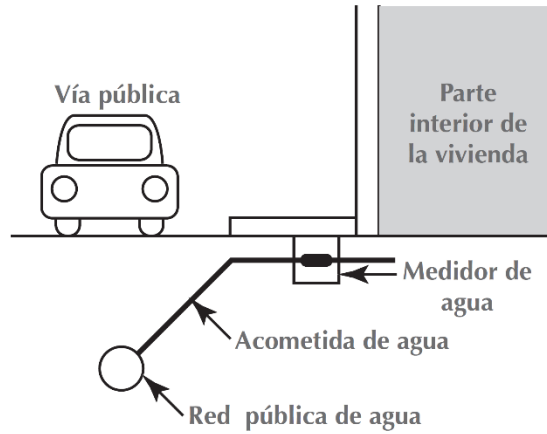 Vía pública
Parte
interior de
la vivienda
Medidor de
agua
Acometida de agua
Red pública de agua